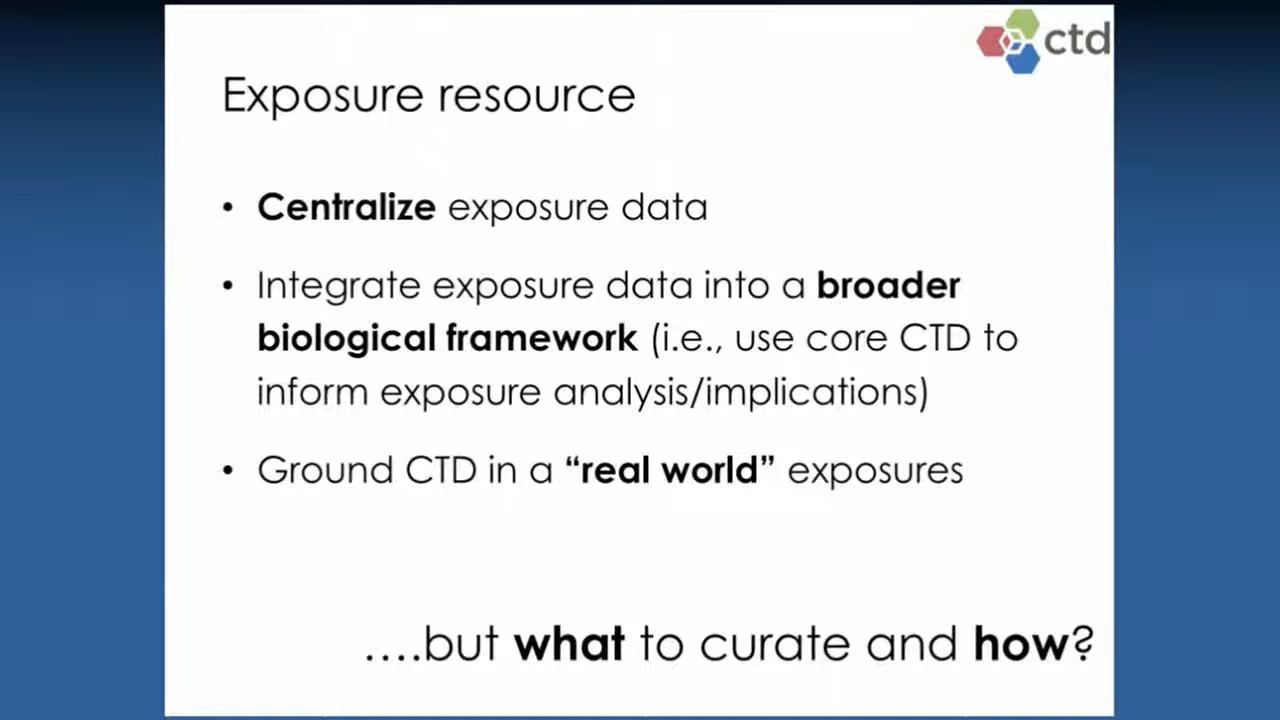 ctd
Exposure resource
• Centralize exposure data
• Integrate exposure data into a broader
biological framework (i.e., use core CTD to
inform exposure analysis/implications)
• Ground CTD in a “real world” exposures
....but what to curate and how?